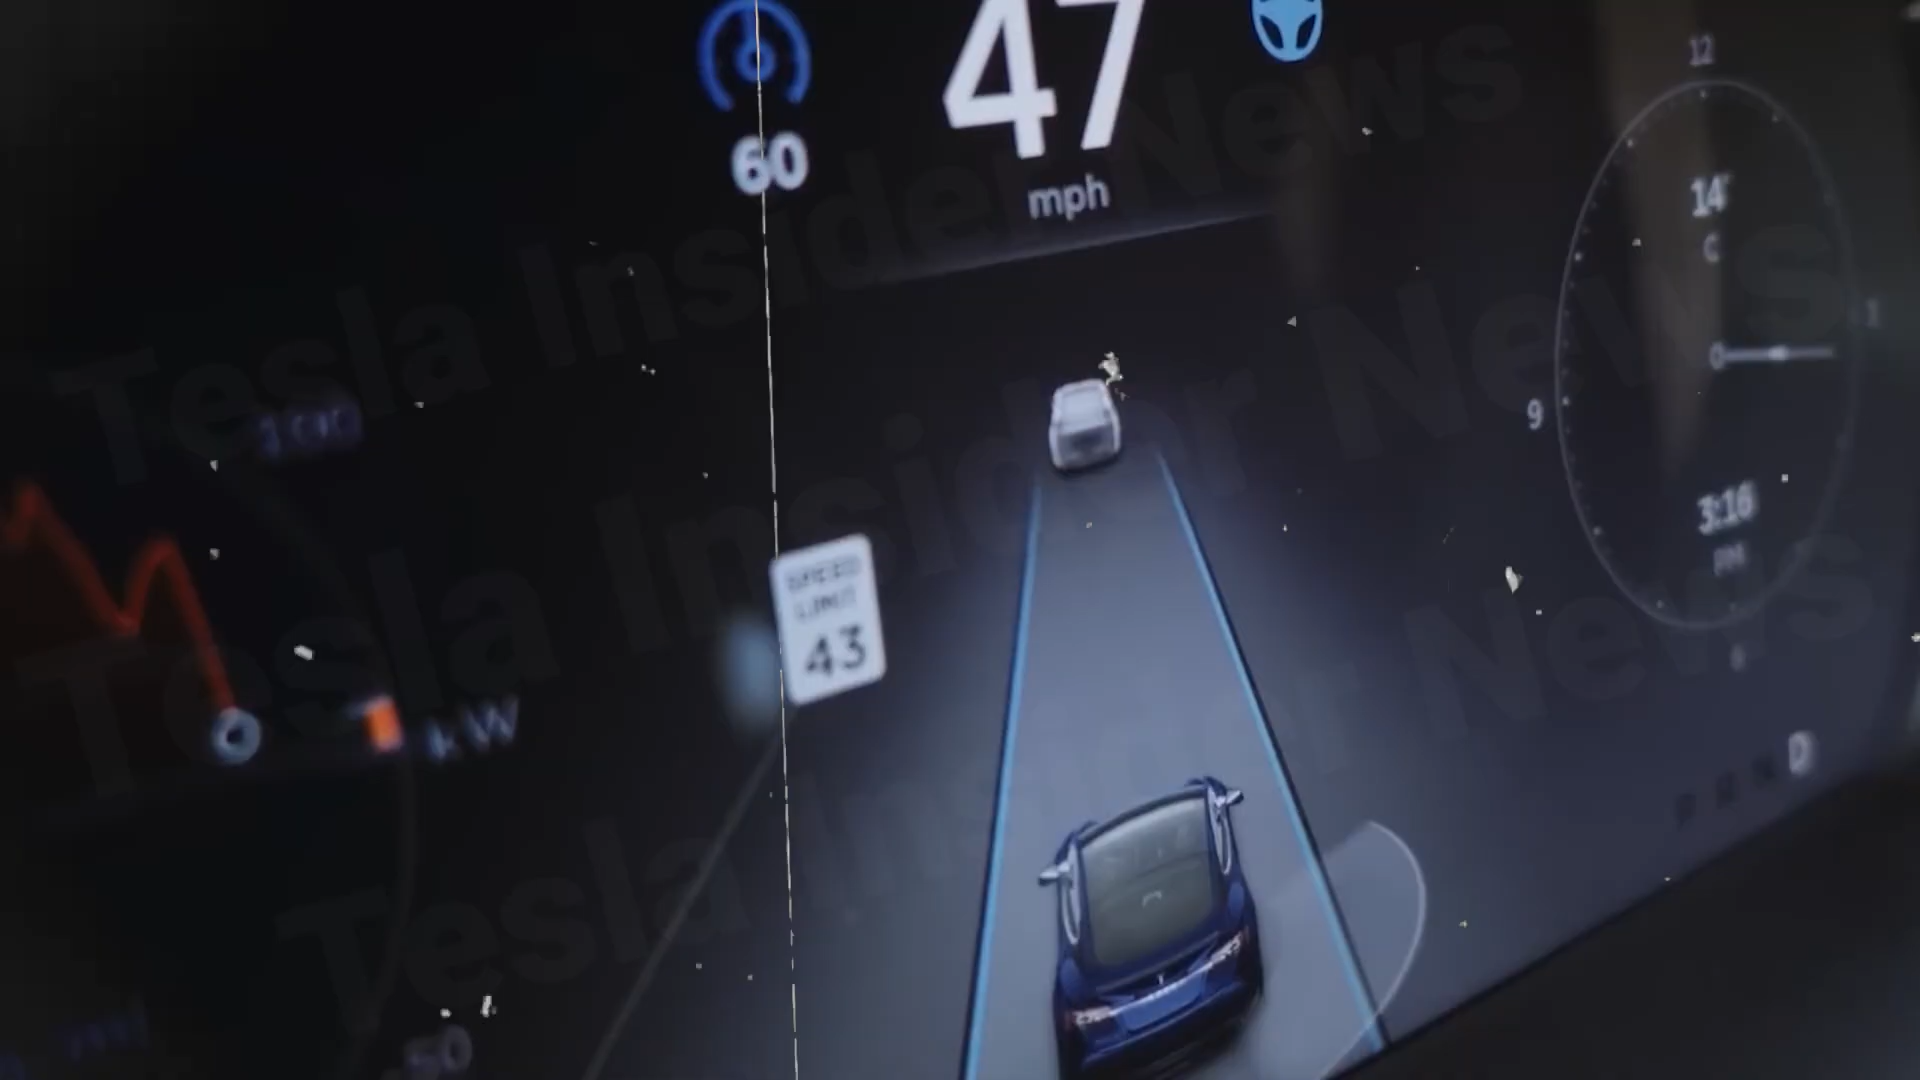 47
60
mph
12
14°
C
9
3:16
PM
SPEED
LIMIT
43
kW
D
50
Tesla Insider News
Tesla Insider News
Tesla Insider News